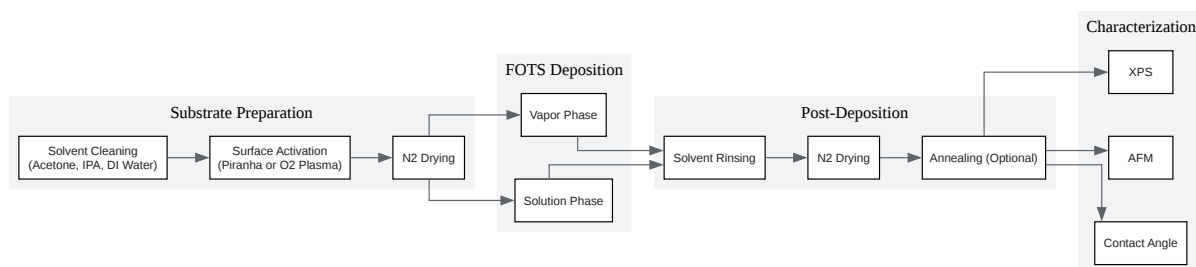 Substrate Preparation
Solvent Cleaning
(Acetone, IPA, DI Water)
Surface Activation
(Piranha or O2 Plasma)
N2 Drying
FOTS Deposition
Vapor Phase
Solution Phase
Post-Deposition
Solvent Rinsing
N2 Drying
Annealing (Optional)
Characterization
XPS
AFM
Contact Angle